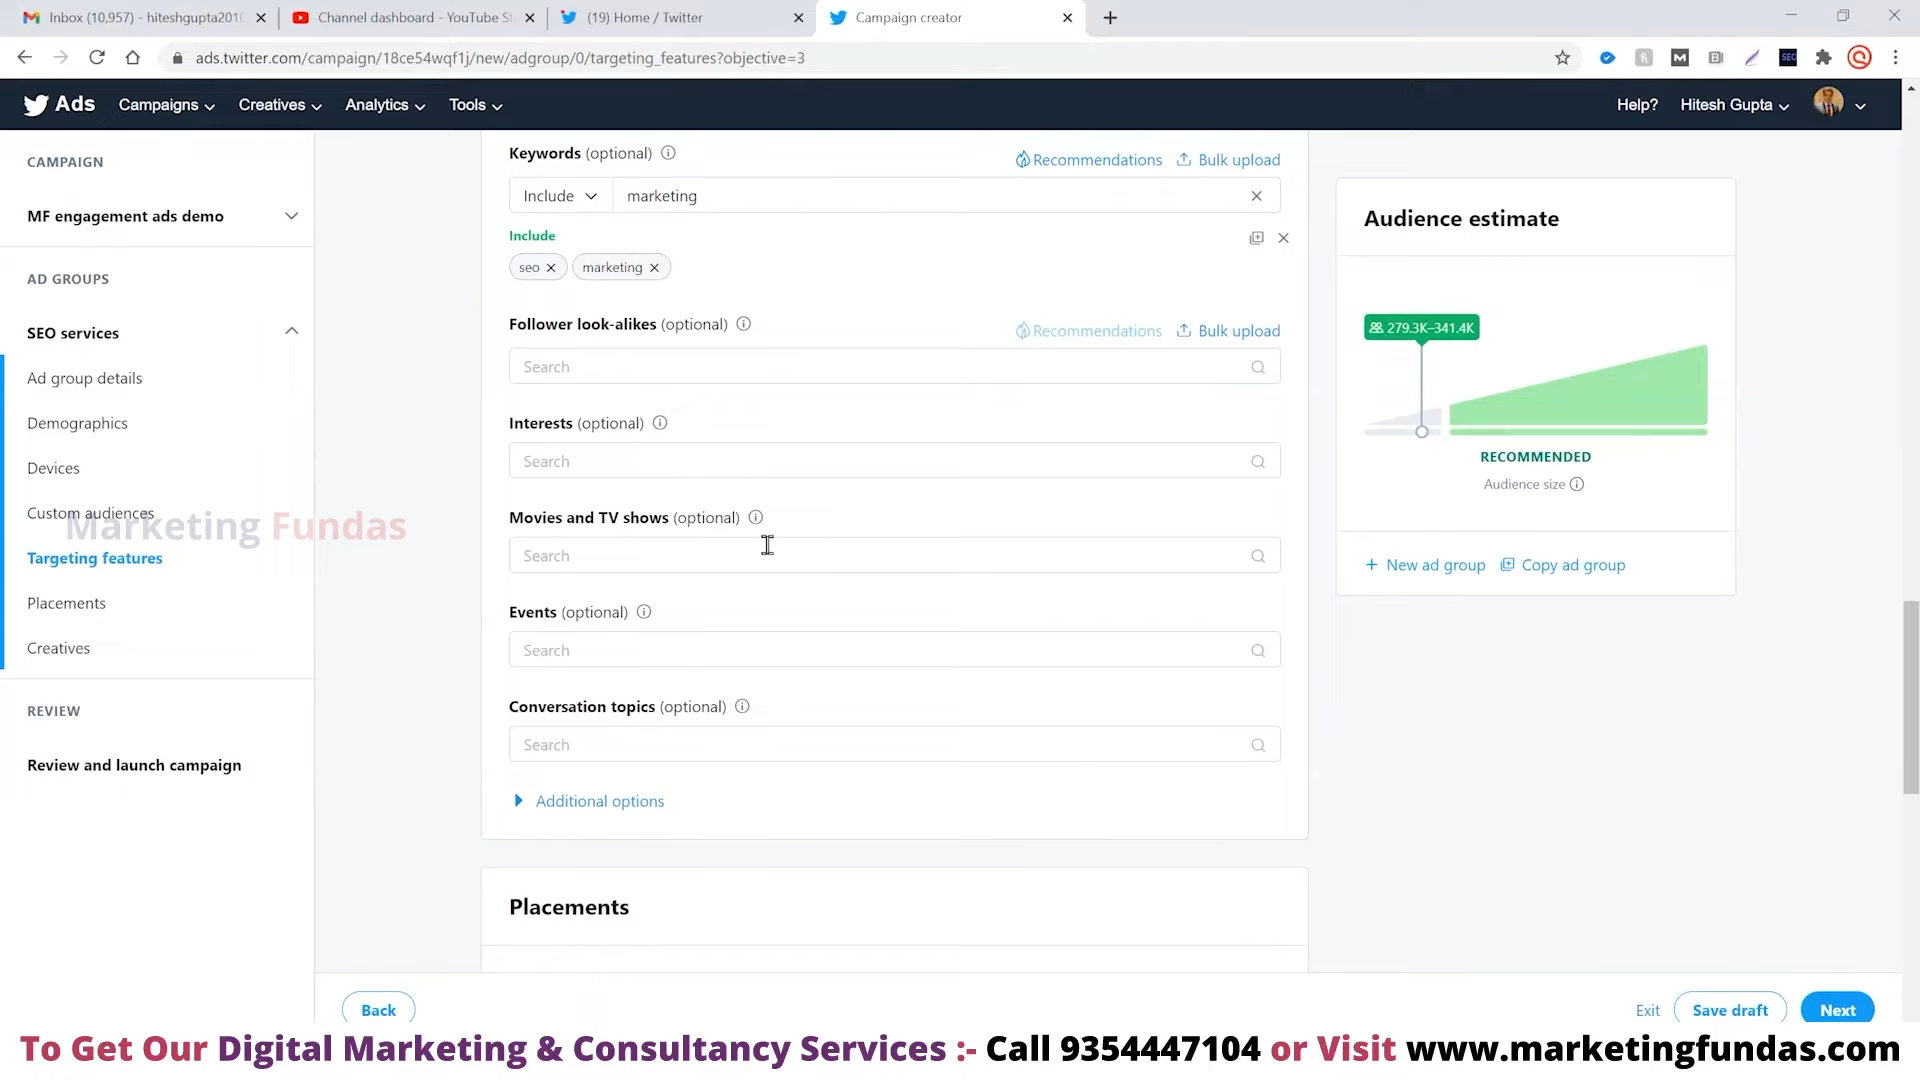 Inbox (10,957) - hiteshgupta2010
Channel dashboard - YouTube St
(19) Home / Twitter
Campaign creator
ads.twitter.com/campaign/18ce54wqf1j/new/adgroup/0/targeting_features?objective=3
Ads
Campaigns
Creatives
Analytics
Tools
Help?
Hitesh Gupta
CAMPAIGN
MF engagement ads demo
AD GROUPS
SEO services
Ad group details
Demographics
Devices
Custom audiences
Marketing Fundas
Targeting features
Placements
Creatives
REVIEW
Review and launch campaign
Keywords (optional)
Recommendations
Bulk upload
Include
marketing
Include
seo
marketing
Follower look-alikes (optional)
Recommendations
Bulk upload
Search
Interests (optional)
Search
Movies and TV shows (optional)
Search
Events (optional)
Search
Conversation topics (optional)
Search
Additional options
Placements
Audience estimate
279.3K–341.4K
RECOMMENDED
Audience size
+ New ad group
Copy ad group
Back
Exit
Save draft
Next
To Get Our Digital Marketing & Consultancy Services :- Call 9354447104 or Visit www.marketingfundas.com